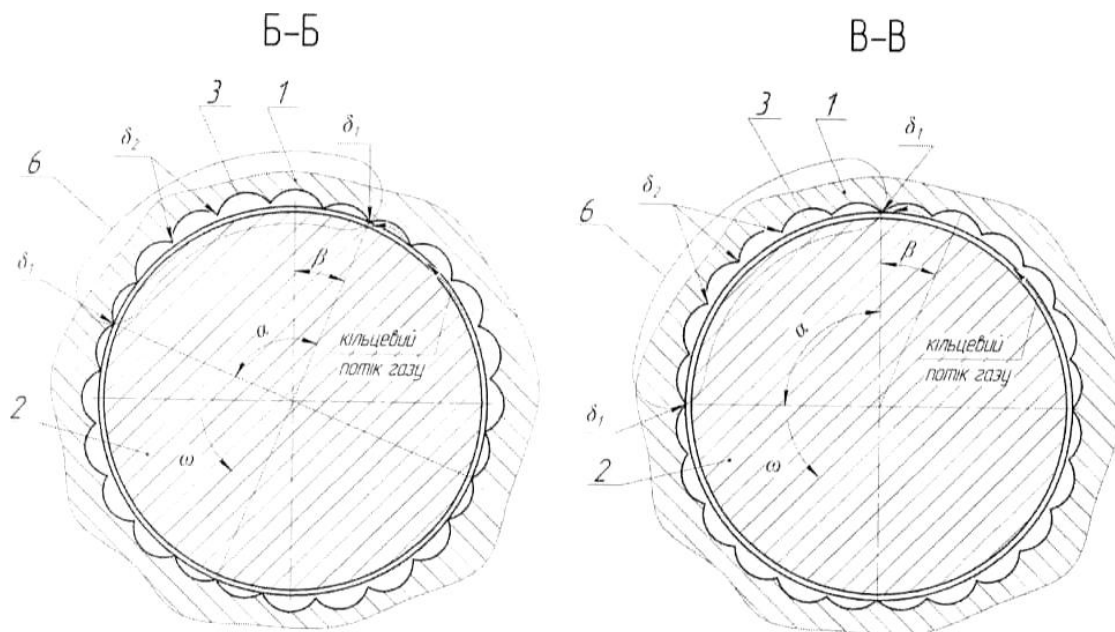 Б-Б
3
1
δ₁
δ₂
6
δ₁
β
α
кільцевий
потік газу
2
ω
В-В
3
1
δ₁
δ₂
6
β
α
кільцевий
потік газу
δ₁
2
ω